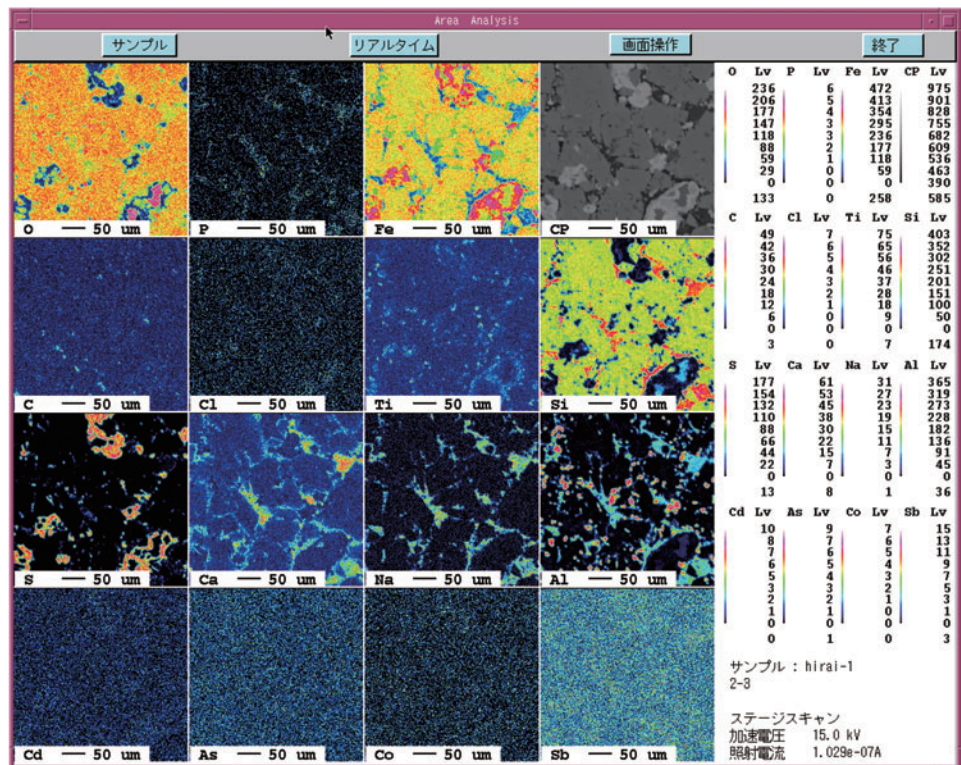 Area Analysis
サンプル リアルタイム 画面操作 終了
O 50 um P 50 um Fe 50 um CP 50 um
C 50 um Cl 50 um Ti 50 um Si 50 um
S 50 um Ca 50 um Na 50 um Al 50 um
Cd 50 um As 50 um Co 50 um Sb 50 um
O Lv P Lv Fe Lv CP Lv
236 6 472 975
206 5 413 901
177 4 354 828
147 3 295 755
118 3 236 682
88 2 177 609
59 1 118 536
29 0 59 463
0 0 0 390
133 0 258 585
C Lv Cl Lv Ti Lv Si Lv
49 7 75 403
42 6 65 352
36 5 56 302
30 4 46 251
24 3 37 201
18 2 28 151
12 1 18 100
6 0 9 50
0 0 0 0
3 0 7 174
S Lv Ca Lv Na Lv Al Lv
177 61 31 365
154 53 27 319
132 45 23 273
110 38 19 228
88 30 15 182
66 22 11 136
44 15 7 91
22 7 3 45
0 0 0 0
13 8 1 36
Cd Lv As Lv Co Lv Sb Lv
10 9 7 15
8 7 6 13
7 6 5 11
6 5 4 9
5 4 3 7
3 3 2 5
2 2 1 3
1 1 0 1
0 0 0 0
0 1 0 3
サンプル : hirai-1
2-3
ステージスキャン
加速電圧 15.0 kV
照射電流 1.029e-07A